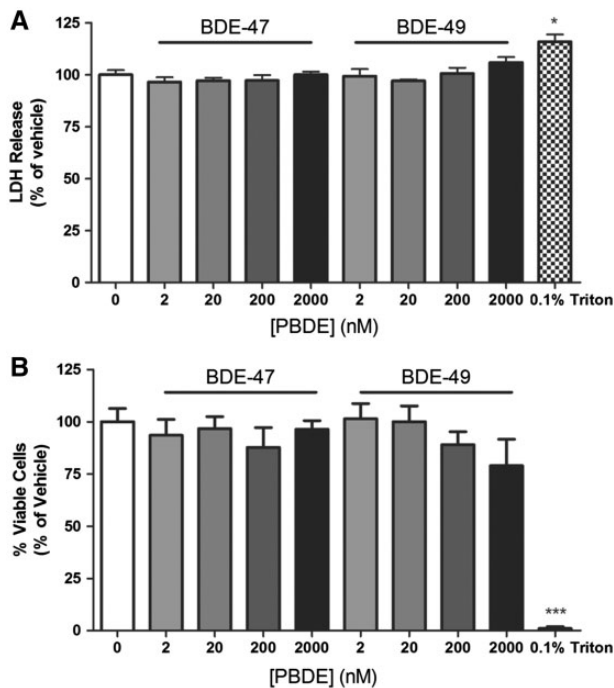 A
BDE-47 BDE-49
*
125
100
75
50
25
0
LDH Release
(% of vehicle)
0 2 20 200 2000 2 20 200 2000 0.1% Triton
[PBDE] (nM)
B
BDE-47 BDE-49
125
100
75
50
25
0
% Viable Cells
(% of Vehicle)
***
0 2 20 200 2000 2 20 200 2000 0.1% Triton
[PBDE] (nM)